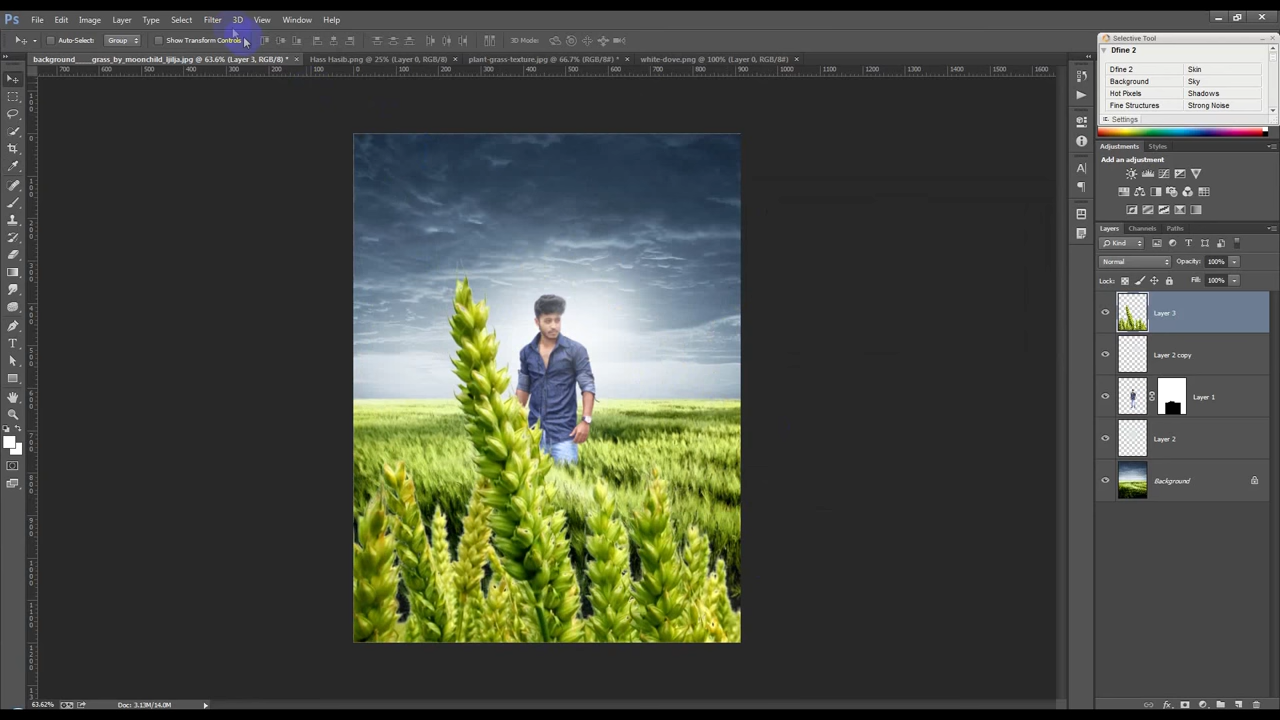 Ps File Edit Image Layer Type Select Filter 3D View Window Help
Auto-Select: Group Show Transform Controls 3D Mode:
background____grass_by_moonchild_ljilja.jpg @ 63.6% (Layer 3, RGB/8#) * × Hass Hasib.png @ 25% (Layer 0, RGB/8) × plant-grass-texture.jpg @ 66.7% (RGB/8#) * × white-dove.png @ 100% (Layer 0, RGB/8#) ×
Selective Tool
Dfine 2
Dfine 2 Skin
Background Sky
Hot Pixels Shadows
Fine Structures Strong Noise
Settings
Adjustments Styles
Add an adjustment
Layers Channels Paths
Kind
Normal Opacity: 100%
Lock: Fill: 100%
Layer 3
Layer 2 copy
Layer 1
Layer 2
Background
63.62% Doc: 3.13M/14.0M